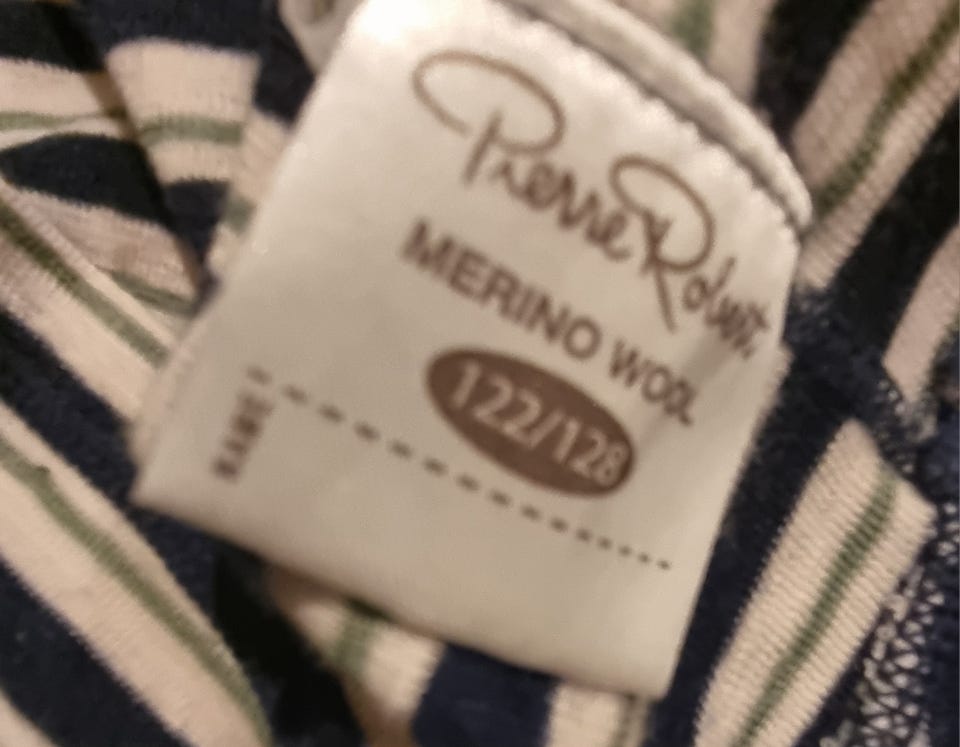 Pierre Robert
MERINO WOOL
122/128
NAME